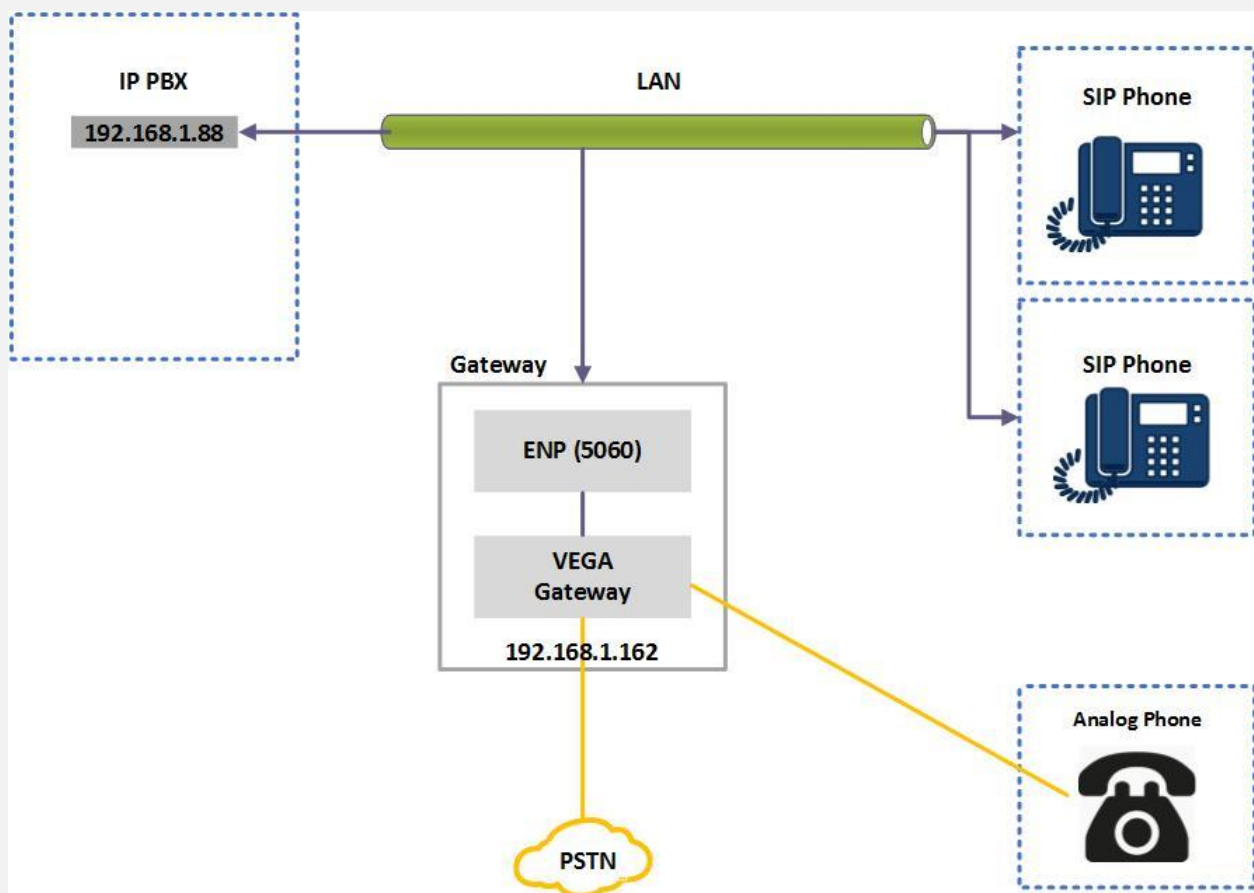 IP PBX
192.168.1.88
LAN
SIP Phone
SIP Phone
Gateway
ENP (5060)
VEGA
Gateway
192.168.1.162
Analog Phone
PSTN